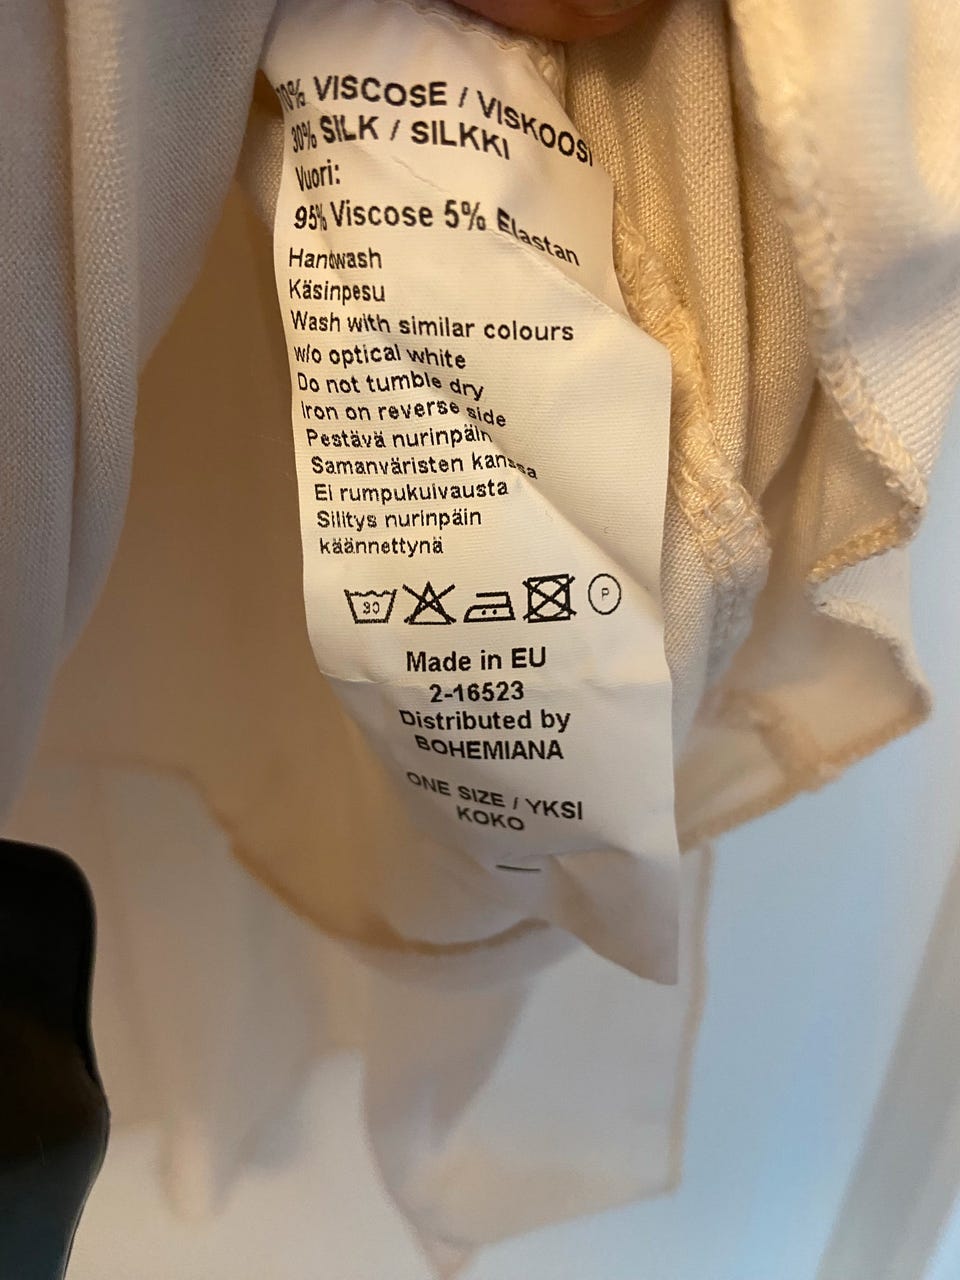 70% VISCOSE / VISKOOSI
30% SILK / SILKKI
Vuori:
95% Viscose 5% Elastan
Handwash
Käsinpesu
Wash with similar colours
w/o optical white
Do not tumble dry
Iron on reverse side
Pestävä nurinpäin
Samanväristen kanssa
Ei rumpukuivausta
Silitys nurinpäin
käännettynä
30 P
Made in EU
2-16523
Distributed by
BOHEMIANA
ONE SIZE / YKSI
KOKO